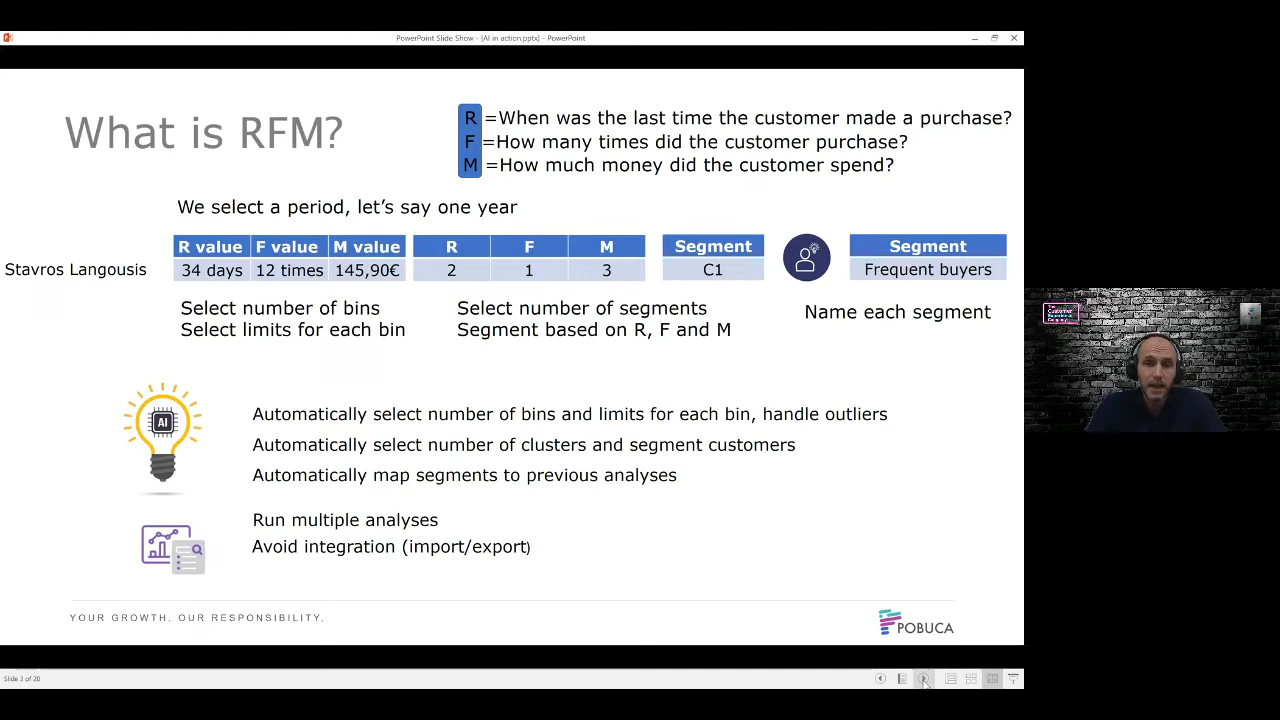 PowerPoint Slide Show - [AI in action.pptx] - PowerPoint
What is RFM?
R =When was the last time the customer made a purchase?
F =How many times did the customer purchase?
M =How much money did the customer spend?
We select a period, let's say one year
R value F value M value R F M Segment Segment
Stavros Langousis 34 days 12 times 145,90€ 2 1 3 C1 Frequent buyers
Select number of bins
Select limits for each bin
Select number of segments
Segment based on R, F and M
Name each segment
AI
Automatically select number of bins and limits for each bin, handle outliers
Automatically select number of clusters and segment customers
Automatically map segments to previous analyses
Run multiple analyses
Avoid integration (import/export)
YOUR GROWTH. OUR RESPONSIBILITY.
POBUCA
Slide 3 of 20
The
Customer
Experience
Company